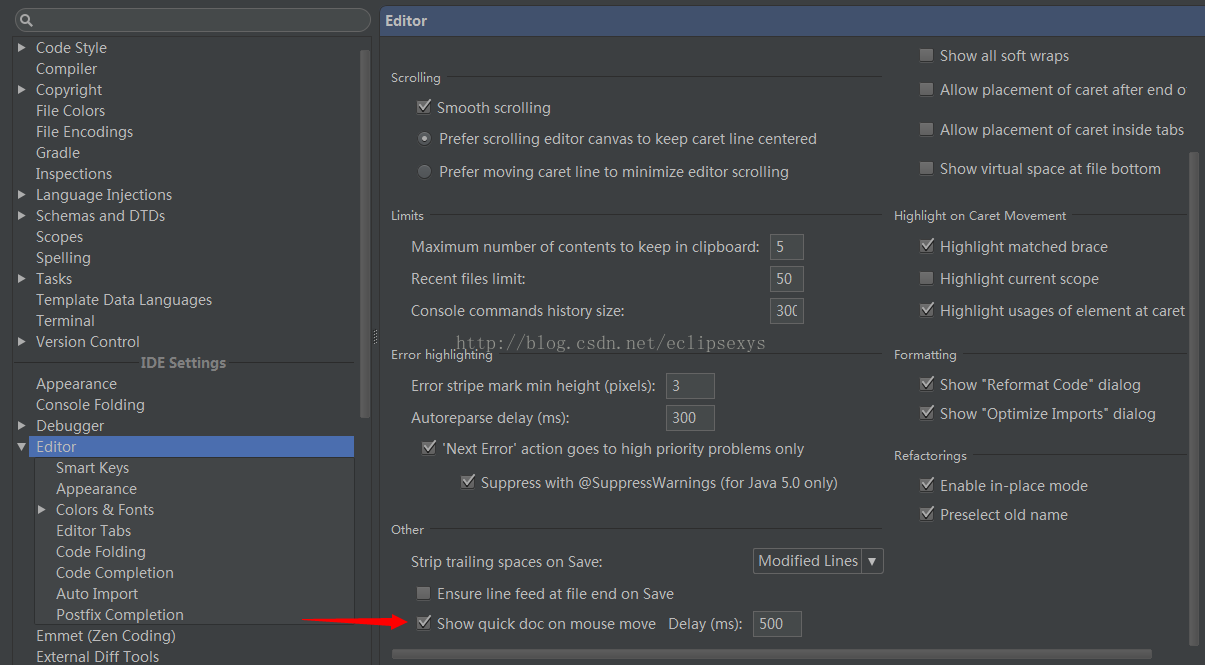 Code Style
Compiler
Copyright
File Colors
File Encodings
Gradle
Inspections
Language Injections
Schemas and DTDs
Scopes
Spelling
Tasks
Template Data Languages
Terminal
Version Control
IDE Settings
Appearance
Console Folding
Debugger
Editor
Smart Keys
Appearance
Colors & Fonts
Editor Tabs
Code Folding
Code Completion
Auto Import
Postfix Completion
Emmet (Zen Coding)
External Diff Tools
Editor
Scrolling
Smooth scrolling
Prefer scrolling editor canvas to keep caret line centered
Prefer moving caret line to minimize editor scrolling
Limits
Maximum number of contents to keep in clipboard: 5
Recent files limit: 50
Console commands history size: 300
http://blog.csdn.net/eclipsexys
Error highlighting
Error stripe mark min height (pixels): 3
Autoreparse delay (ms): 300
'Next Error' action goes to high priority problems only
Suppress with @SuppressWarnings (for Java 5.0 only)
Other
Strip trailing spaces on Save: Modified Lines
Ensure line feed at file end on Save
Show quick doc on mouse move Delay (ms): 500
Show all soft wraps
Allow placement of caret after end o
Allow placement of caret inside tabs
Show virtual space at file bottom
Highlight on Caret Movement
Highlight matched brace
Highlight current scope
Highlight usages of element at caret
Formatting
Show "Reformat Code" dialog
Show "Optimize Imports" dialog
Refactorings
Enable in-place mode
Preselect old name